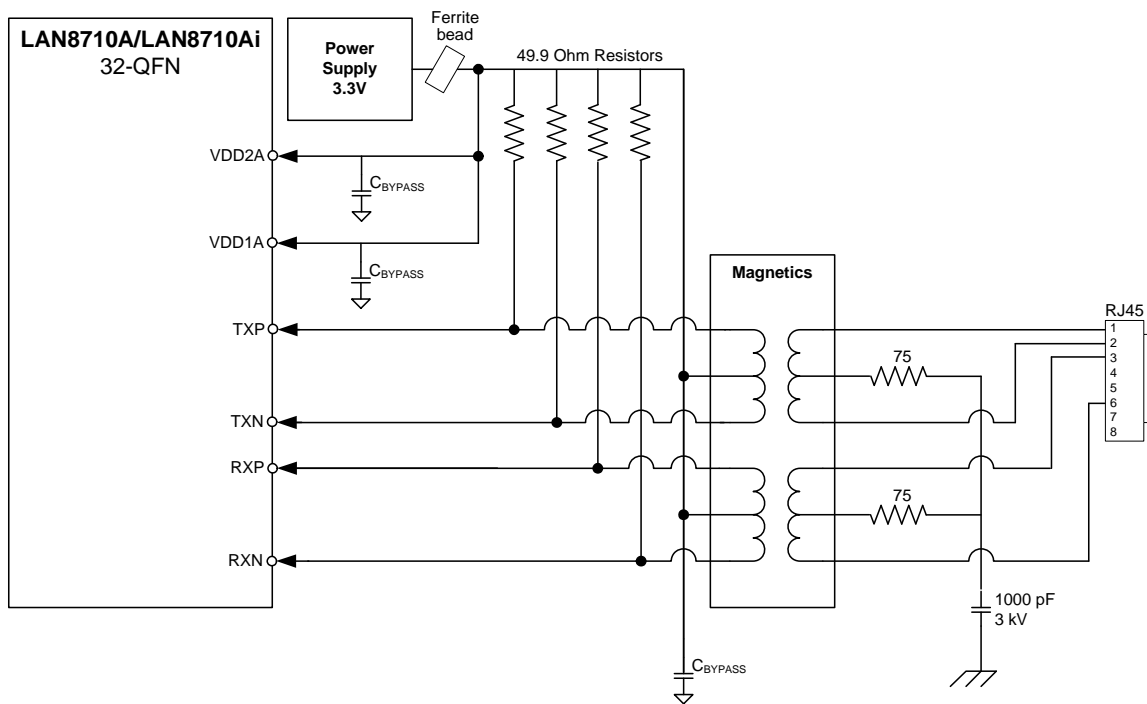 LAN8710A/LAN8710Ai
32-QFN
Power
Supply
3.3V
Ferrite
bead
49.9 Ohm Resistors
VDD2A
CBYPASS
VDD1A
CBYPASS
Magnetics
TXP
RJ45
1
2
3
4
5
6
7
8
75
TXN
RXP
75
RXN
1000 pF
3 kV
CBYPASS